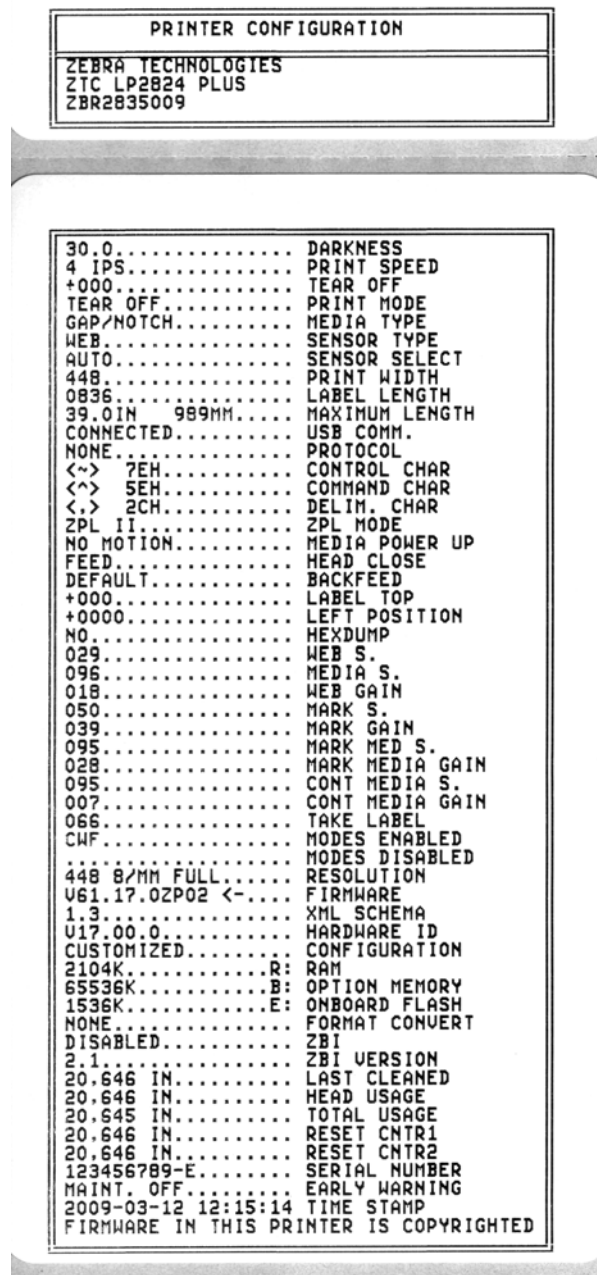 PRINTER CONFIGURATION
ZEBRA TECHNOLOGIES
ZTC LP2824 PLUS
ZBR2835009
30.0............... DARKNESS
4 IPS.............. PRINT SPEED
+000............... TEAR OFF
TEAR OFF........... PRINT MODE
GAP/NOTCH.......... MEDIA TYPE
WEB................ SENSOR TYPE
AUTO............... SENSOR SELECT
448................ PRINT WIDTH
0836............... LABEL LENGTH
39.0IN   989MM..... MAXIMUM LENGTH
CONNECTED.......... USB COMM.
NONE............... PROTOCOL
<~>  7EH........... CONTROL CHAR
<^>  5EH........... COMMAND CHAR
<,>  2CH........... DELIM. CHAR
ZPL II............. ZPL MODE
NO MOTION.......... MEDIA POWER UP
FEED............... HEAD CLOSE
DEFAULT............ BACKFEED
+000............... LABEL TOP
+0000.............. LEFT POSITION
NO................. HEXDUMP
029................ WEB S.
096................ MEDIA S.
018................ WEB GAIN
050................ MARK S.
039................ MARK GAIN
095................ MARK MED S.
028................ MARK MEDIA GAIN
095................ CONT MEDIA S.
007................ CONT MEDIA GAIN
066................ TAKE LABEL
CWF................ MODES ENABLED
................... MODES DISABLED
448 8/MM FULL...... RESOLUTION
V61.17.0ZP02 <-.... FIRMWARE
1.3................ XML SCHEMA
V17.00.0........... HARDWARE ID
CUSTOMIZED......... CONFIGURATION
2104K............R: RAM
65536K...........B: OPTION MEMORY
1536K............E: ONBOARD FLASH
NONE............... FORMAT CONVERT
DISABLED........... ZBI
2.1................ ZBI VERSION
20,646 IN.......... LAST CLEANED
20,646 IN.......... HEAD USAGE
20,645 IN.......... TOTAL USAGE
20,646 IN.......... RESET CNTR1
20,646 IN.......... RESET CNTR2
123456789-E........ SERIAL NUMBER
MAINT. OFF......... EARLY WARNING
2009-03-12 12:15:14 TIME STAMP
FIRMWARE IN THIS PRINTER IS COPYRIGHTED